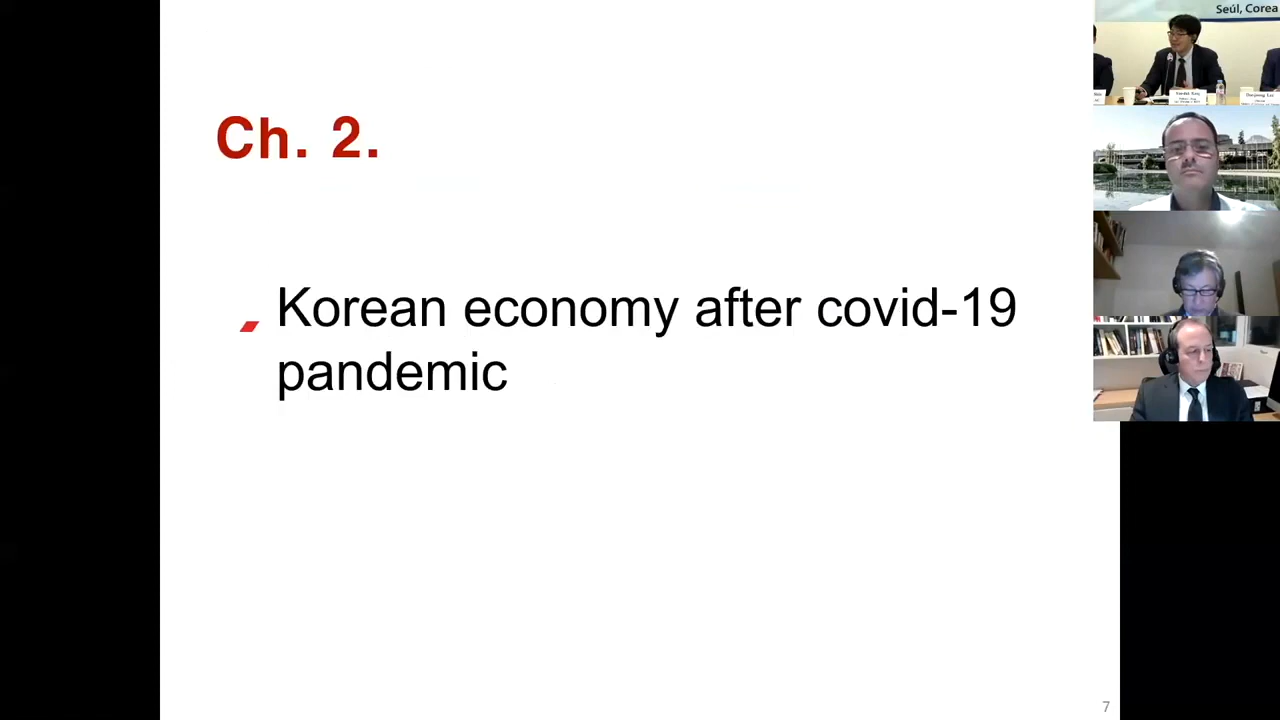 Seúl, Corea
Ch. 2.
Korean economy after covid-19
pandemic
7